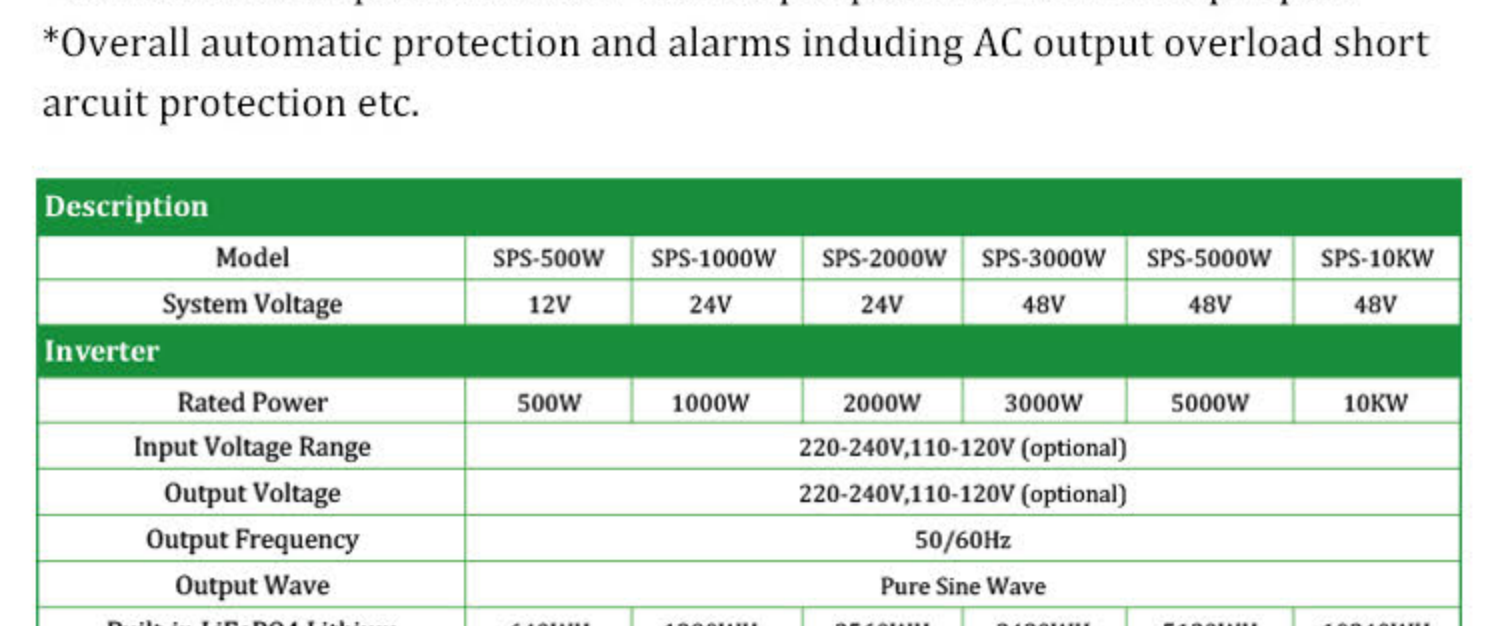 *Overall automatic protection and alarms induding AC output overload short
arcuit protection etc.
Description
Model SPS-500W SPS-1000W SPS-2000W SPS-3000W SPS-5000W SPS-10KW
System Voltage 12V 24V 24V 48V 48V 48V
Inverter
Rated Power 500W 1000W 2000W 3000W 5000W 10KW
Input Voltage Range 220-240V,110-120V (optional)
Output Voltage 220-240V,110-120V (optional)
Output Frequency 50/60Hz
Output Wave Pure Sine Wave